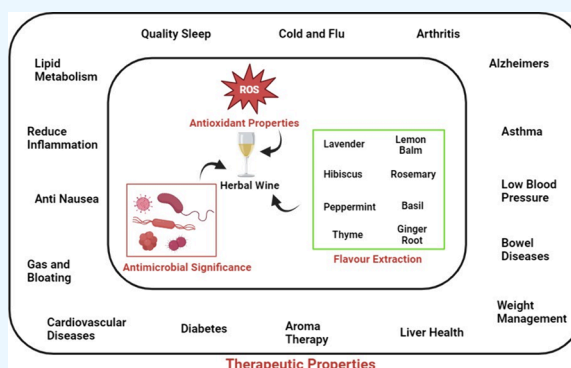 Quality Sleep
Cold and Flu
Arthritis
Lipid
Metabolism
Alzheimers
ROS
Antioxidant Properties
Reduce
Inflammation
Asthma
Lavender
Lemon
Balm
Hibiscus
Rosemary
Peppermint
Basil
Thyme
Ginger
Root
Herbal Wine
Anti Nausea
Low Blood
Pressure
Flavour Extraction
Antimicrobial Significance
Gas and
Bloating
Bowel
Diseases
Weight
Management
Cardiovascular
Diseases
Diabetes
Aroma
Therapy
Liver Health
Therapeutic Properties